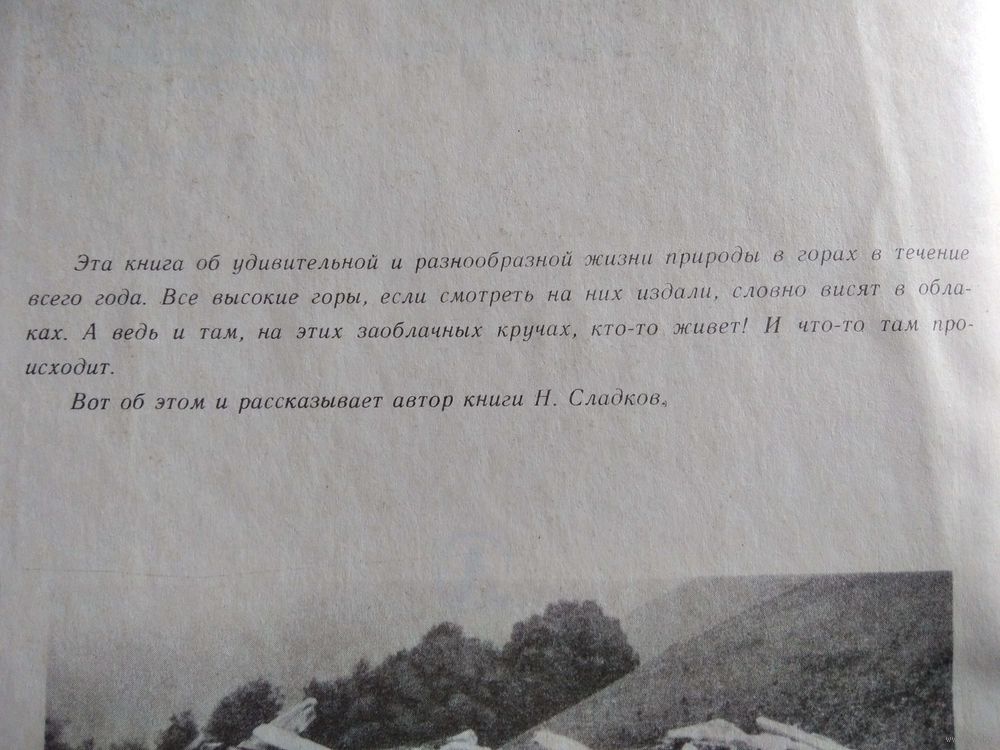 Эта книга об удивительной и разнообразной жизни природы в горах в течение
всего года. Все высокие горы, если смотреть на них издали, словно висят в обла-
ках. А ведь и там, на этих заоблачных кручах, кто-то живет! И что-то там про-
исходит.
Вот об этом и рассказывает автор книги Н. Сладков.